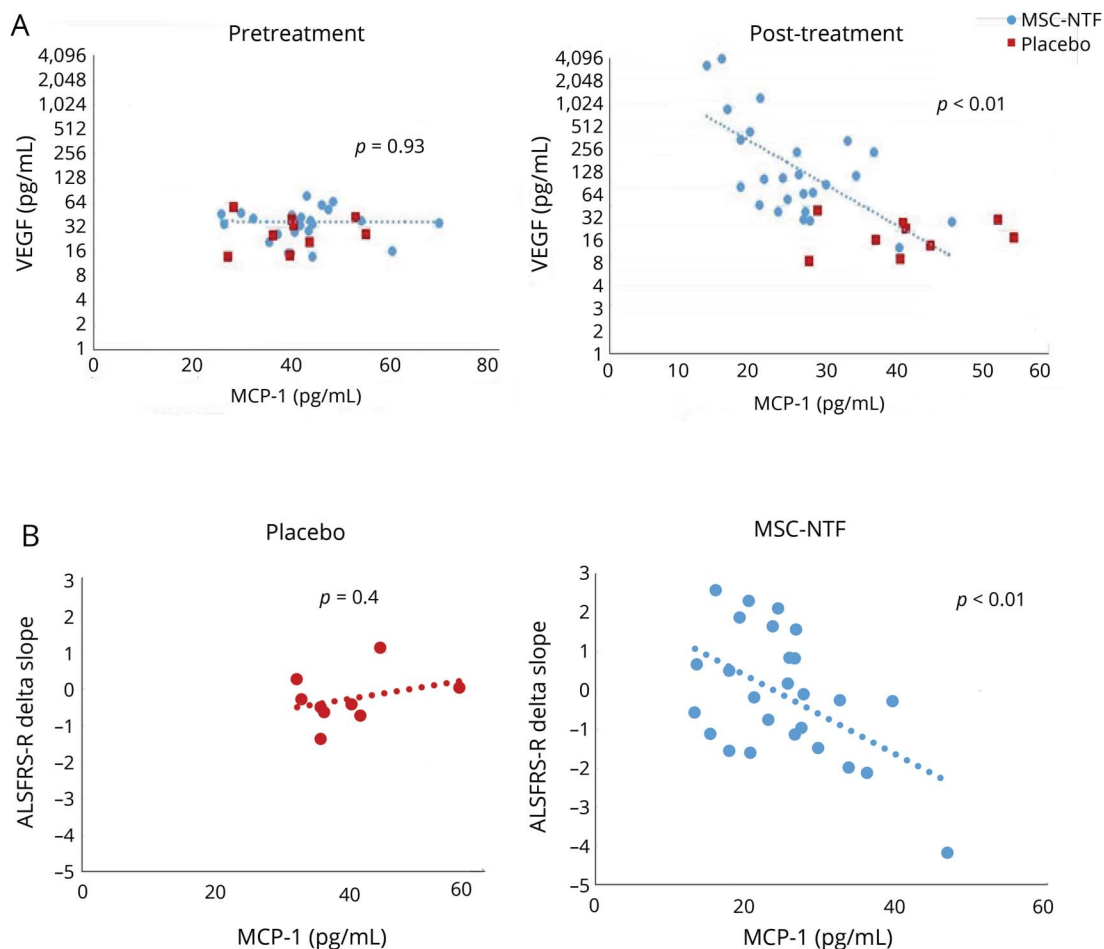 A
Pretreatment
Post-treatment
MSC-NTF
Placebo
VEGF (pg/mL)
4,096
2,048
1,024
512
256
128
64
32
16
8
4
2
1
p = 0.93
0 20 40 60 80
MCP-1 (pg/mL)
VEGF (pg/mL)
4,096
2,048
1,024
512
256
128
64
32
16
8
4
3
2
1
p < 0.01
0 10 20 30 40 50 60
MCP-1 (pg/mL)
B
Placebo
ALSFRS-R delta slope
3
2
1
0
–1
–2
–3
–4
–5
p = 0.4
0 20 40 60
MCP-1 (pg/mL)
MSC-NTF
ALSFRS-R delta slope
3
2
1
0
–1
–2
–3
–4
–5
p < 0.01
0 20 40 60
MCP-1 (pg/mL)